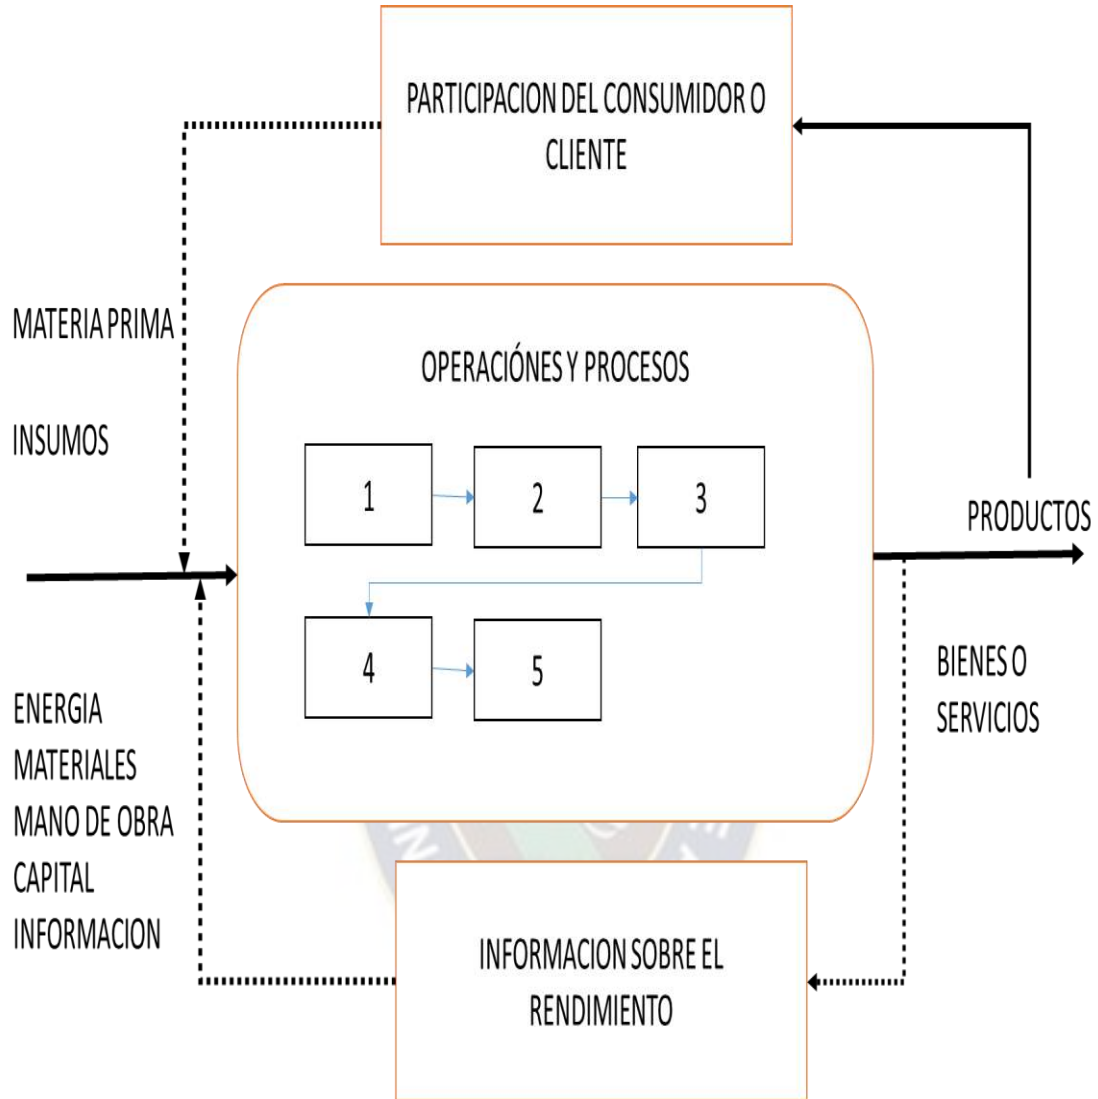 PARTICIPACION DEL CONSUMIDOR O
CLIENTE
MATERIA PRIMA
INSUMOS
OPERACIÓNES Y PROCESOS
1
2
3
4
5
PRODUCTOS
BIENES O
SERVICIOS
ENERGIA
MATERIALES
MANO DE OBRA
CAPITAL
INFORMACION
INFORMACION SOBRE EL
RENDIMIENTO